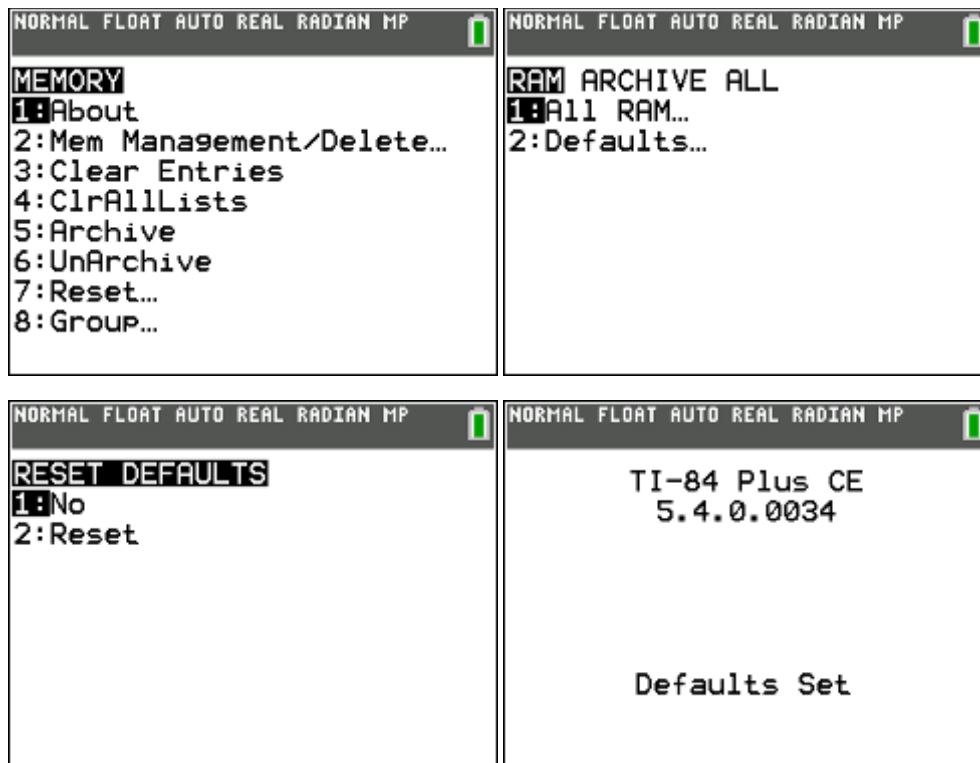 NORMAL FLOAT AUTO REAL RADIAN MP
MEMORY
1:About
2:Mem Management/Delete…
3:Clear Entries
4:ClrAllLists
5:Archive
6:UnArchive
7:Reset…
8:Group…
NORMAL FLOAT AUTO REAL RADIAN MP
RAM ARCHIVE ALL
1:All RAM…
2:Defaults…
NORMAL FLOAT AUTO REAL RADIAN MP
RESET DEFAULTS
1:No
2:Reset
NORMAL FLOAT AUTO REAL RADIAN MP
TI-84 Plus CE
5.4.0.0034
Defaults Set